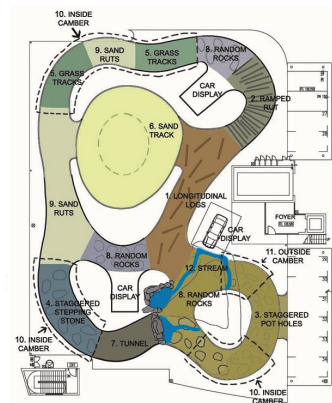 10. INSIDE
CAMBER
9. SAND
RUTS
5. GRASS
TRACKS
8. RANDOM
ROCKS
5. GRASS
TRACKS
CAR
DISPLAY
2. RAMPED
RUT
6. SAND
TRACK
1. LONGITUDINAL
LOGS
9. SAND
RUTS
FOYER
CAR
DISPLAY
8. RANDOM
ROCKS
11. OUTSIDE
CAMBER
12. STREAM
CAR
DISPLAY
8. RANDOM
ROCKS
4. STAGGERED
STEPPING
STONE
3. STAGGERED
POT HOLES
10. INSIDE
CAMBER
7. TUNNEL
10. INSIDE
CAMBER